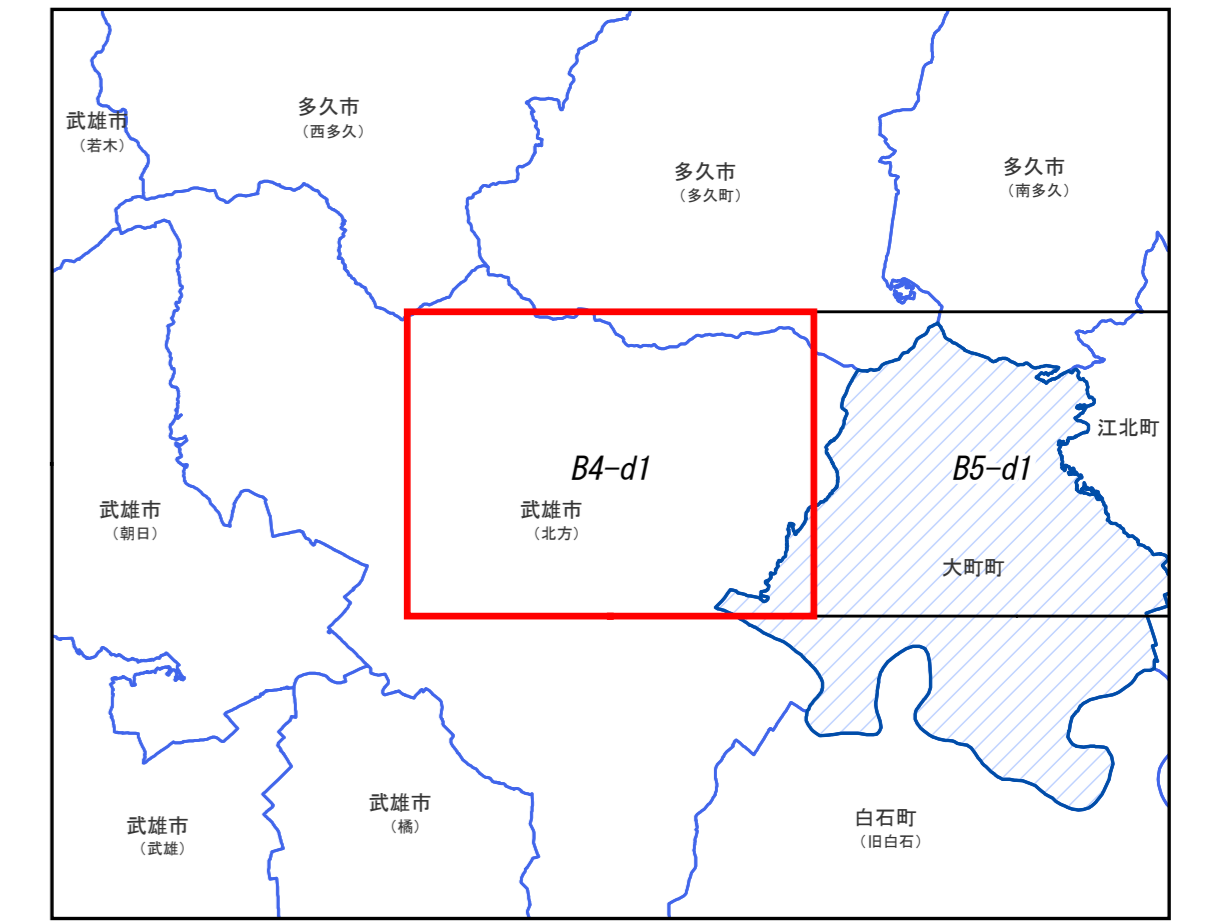 多久市
（西多久）
武雄市
（若木）
多久市
（多久町）
多久市
（南多久）
江北町
B4-d1
B5-d1
武雄市
（朝日）
武雄市
（北方）
大町町
武雄市
（橘）
武雄市
（武雄）
白石町
（旧白石）